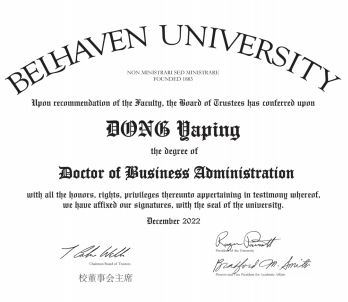 BELHAVEN UNIVERSITY
NON MINISTRARI SED MINISTRARE
FOUNDED 1883
Upon recommendation of the Faculty, the Board of Trustees has conferred upon
DONG Yaping
the degree of
Doctor of Business Administration
with all the honors, rights, privileges thereunto appertaining in testimony whereof,
we have affixed our signatures, with the seal of the university.
December 2022
Roger Parrott
Chairman Board of Trustees
President of the University
Bradford M. Smith
校董事会主席
Provost and Vice President for Academic Affairs